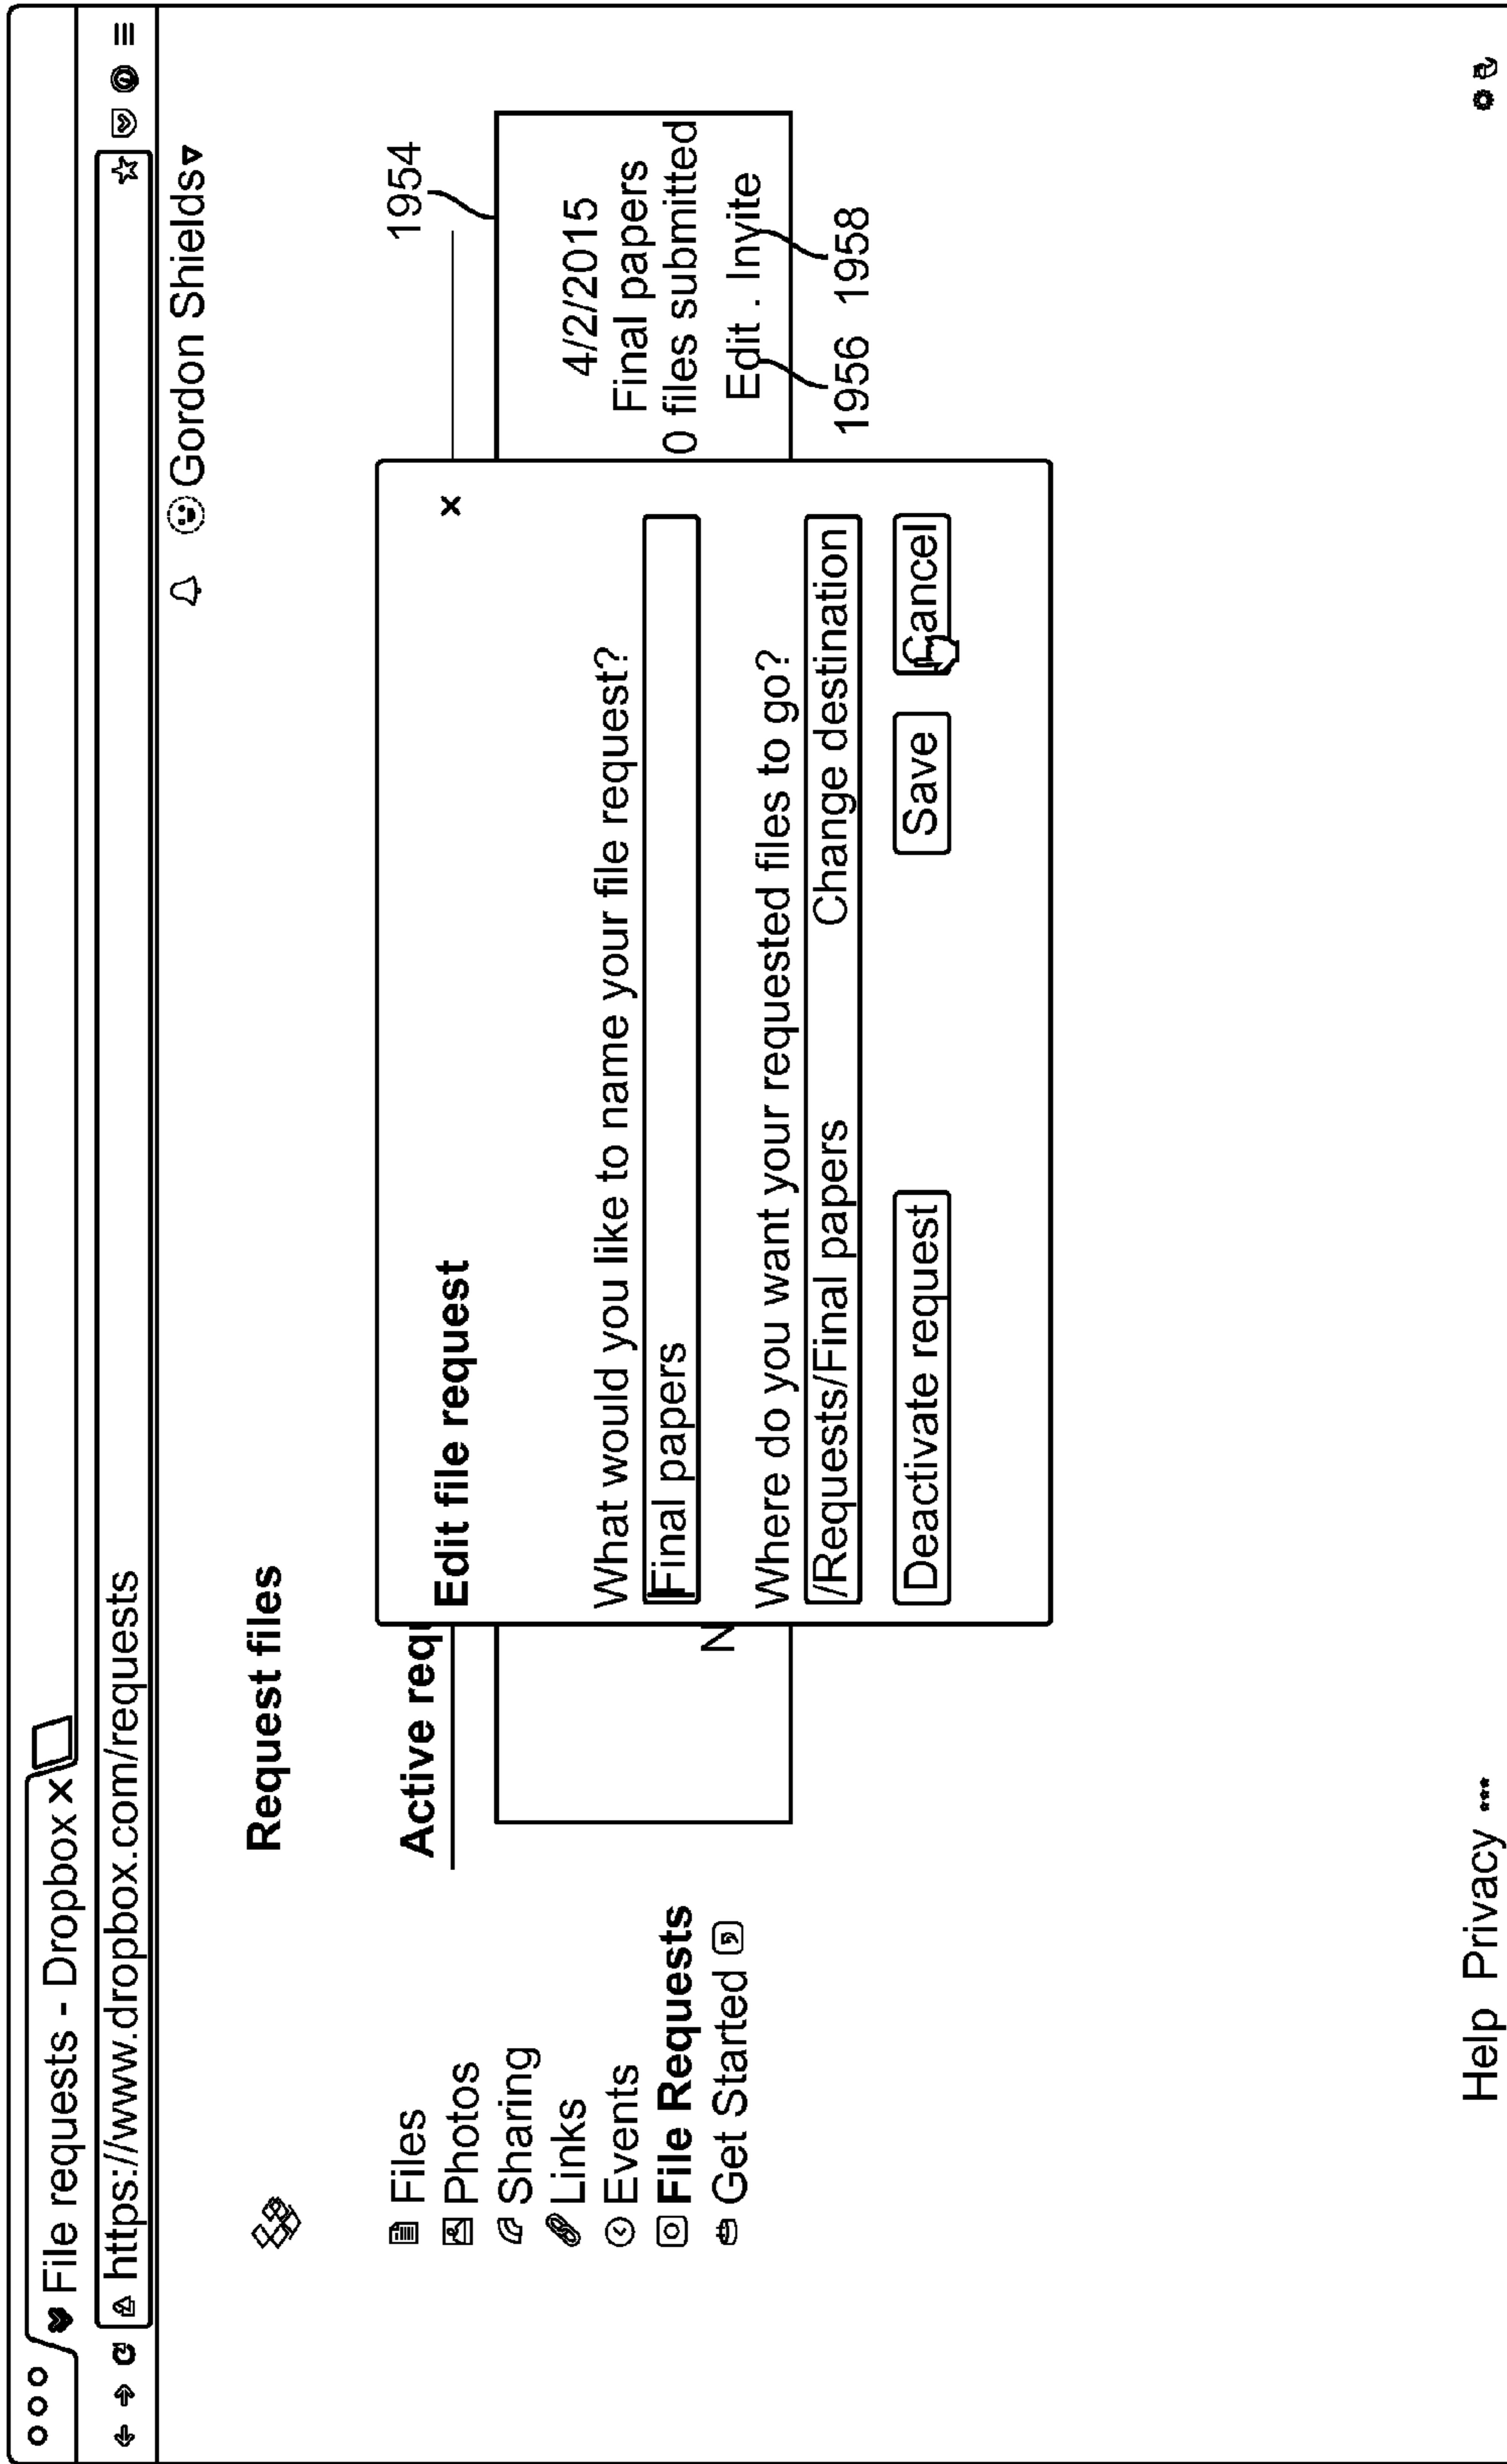 File requests - Dropbox x
https://www.dropbox.com/requests
Gordon Shields
Request files
Files
Photos
Sharing
Links
Events
File Requests
Get Started
Active req
1954
4/2/2015
Final papers
0 files submitted
Edit . Invite
1956 1958
N
Edit file request
x
What would you like to name your file request?
Final papers
Where do you want your requested files to go?
/Requests/Final papers Change destination
Deactivate request Save Cancel
Help Privacy